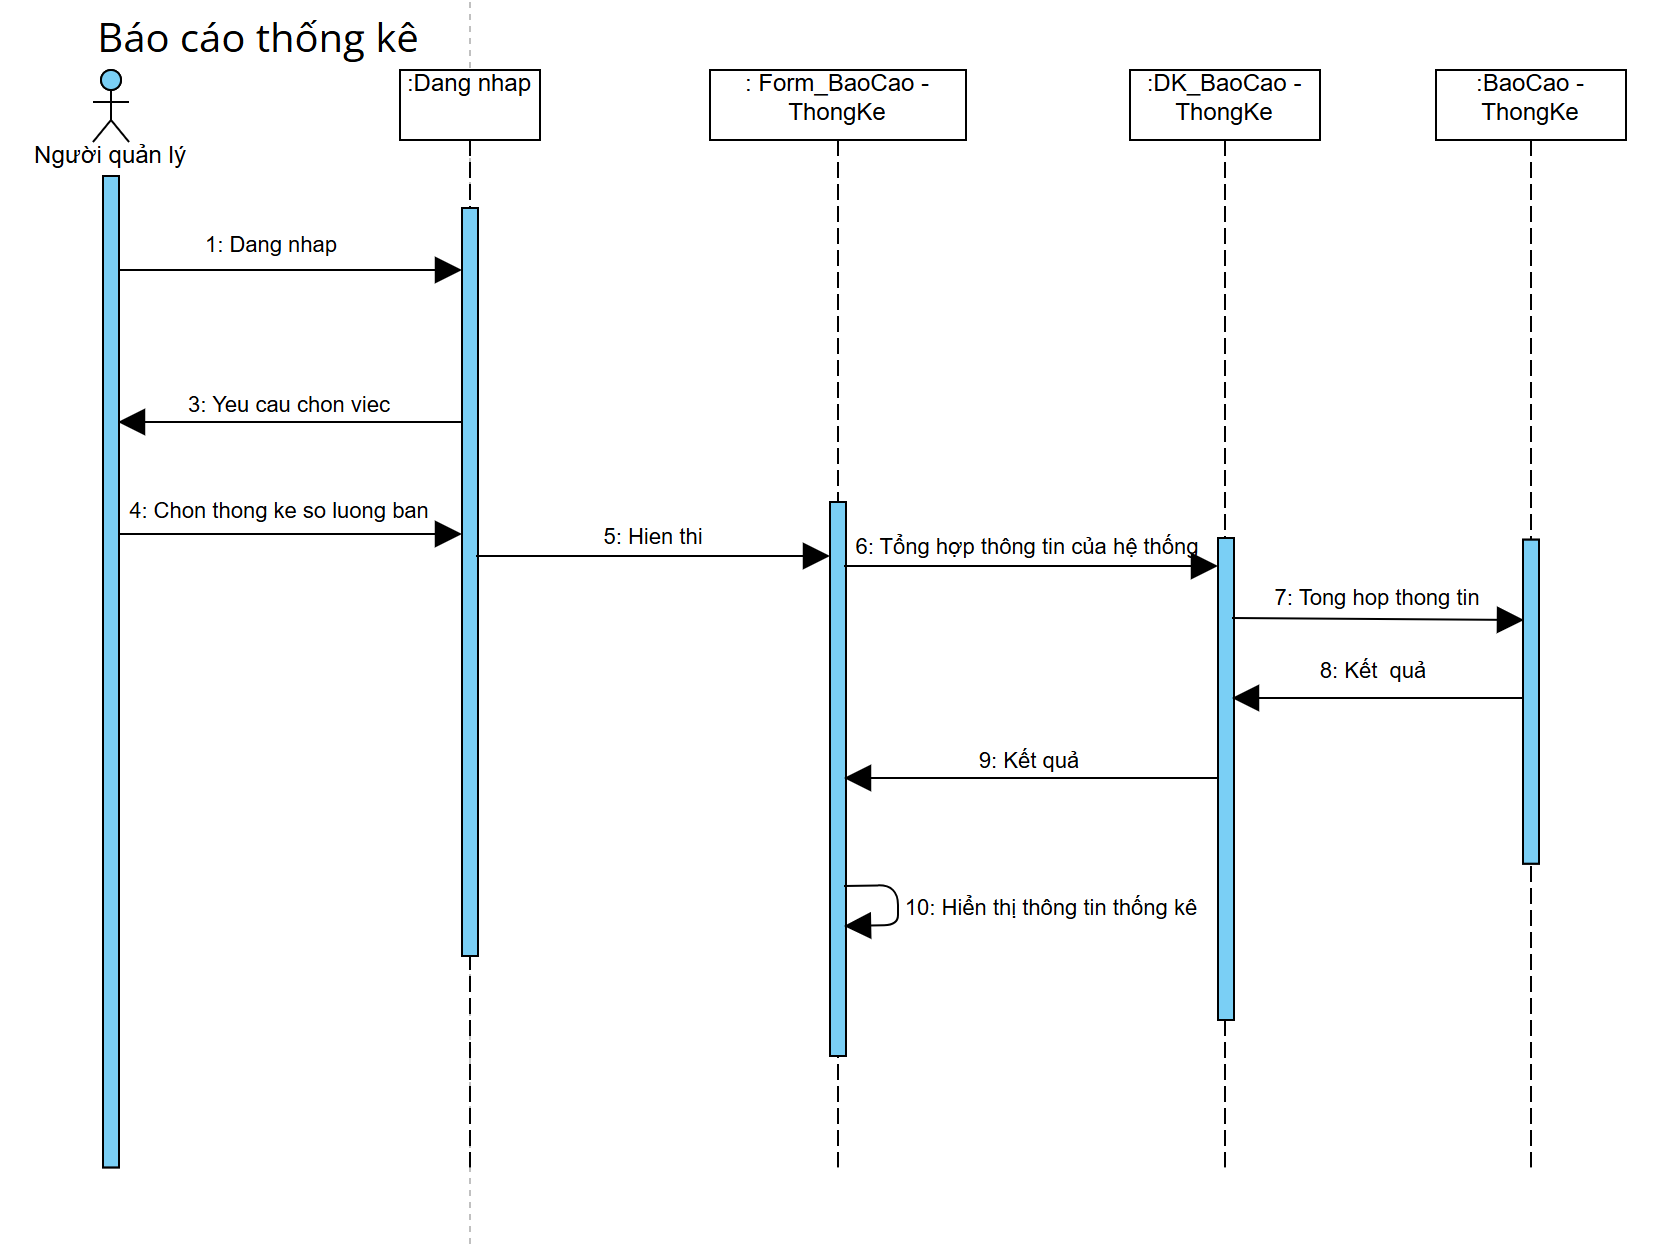 Báo cáo thống kê
Người quản lý
:Dang nhap
: Form_BaoCao -
ThongKe
:DK_BaoCao -
ThongKe
:BaoCao -
ThongKe
1: Dang nhap
3: Yeu cau chon viec
4: Chon thong ke so luong ban
5: Hien thi
6: Tổng hợp thông tin của hệ thống
7: Tong hop thong tin
8: Kết  quả
9: Kết quả
10: Hiển thị thông tin thống kê